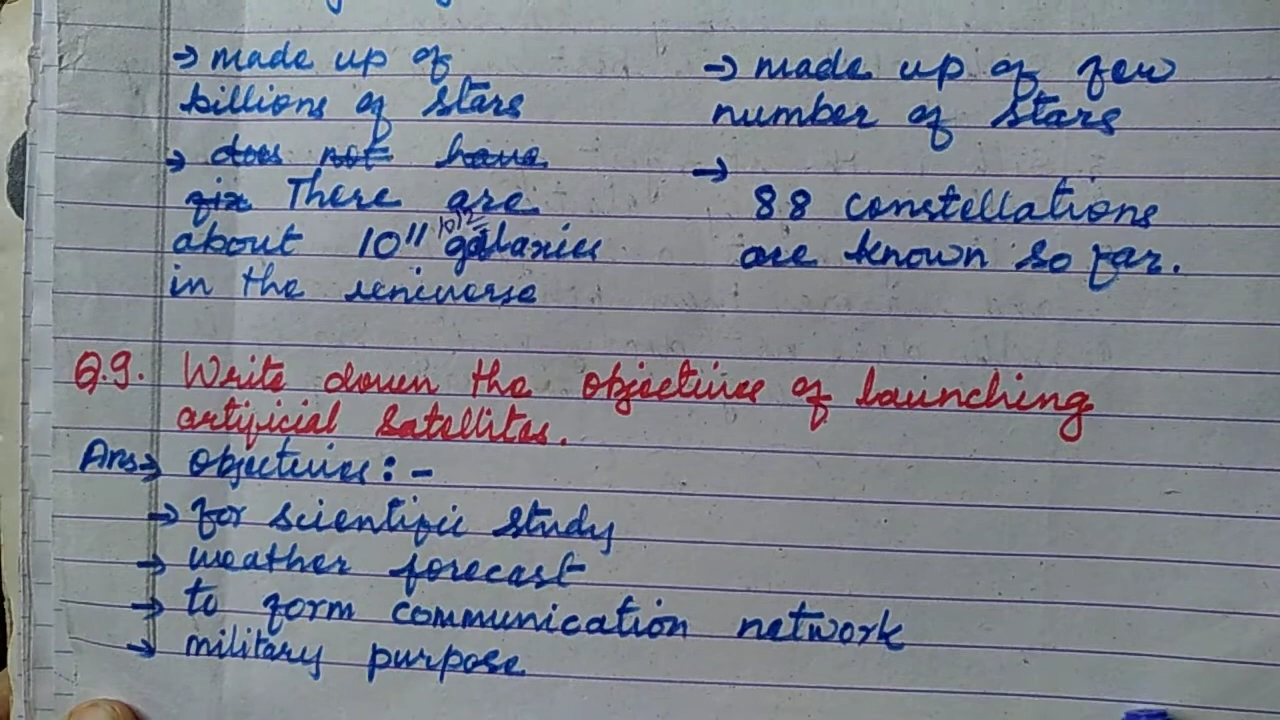 → made up of
billions of stars
→ does not have
fix There are
about 10¹¹ galaxies
in the universe
→ made up of few
number of stars
→
88 constellations
are known so far.
Q.9. Write down the objectives of launching
artificial satellites.
Ans→ objectives:-
→ for scientific study
→ weather forecast
→ to form communication network
→ military purpose